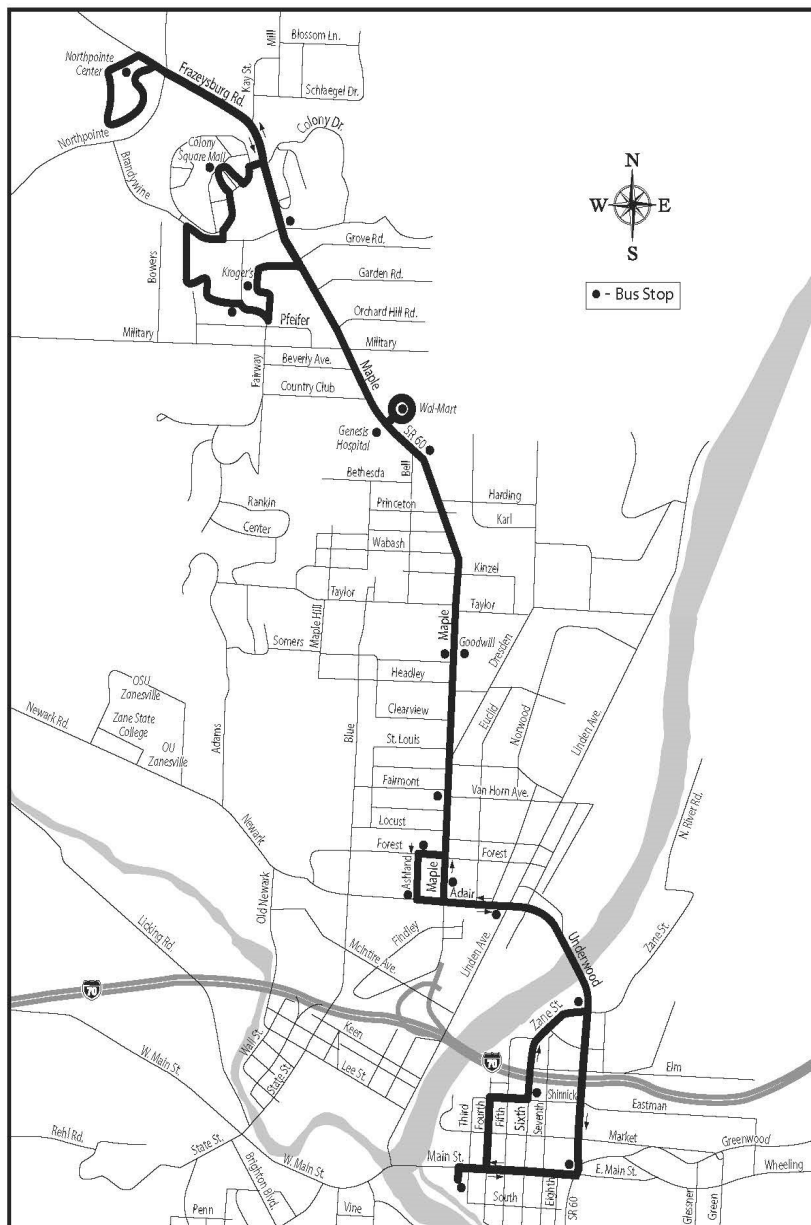 Blossom Ln.
Mill
Northpointe
Center
Frazeysburg Rd.
Kay St.
Schlaegel Dr.
Northpointe
Colony
Square Mall
Colony Dr.
Brandywine
N
W E
S
Grove Rd.
Bowers
Kroger's
Garden Rd.
- Bus Stop
Orchard Hill Rd.
Pfeifer
Military
Military
Maple
Beverly Ave.
Fairway
Country Club
Wal-Mart
Genesis
Hospital
SR 60
Bell
Bethesda
Rankin
Princeton
Harding
Center
Karl
Wabash
Kinzel
Taylor
Taylor
Maple Hill
Maple
Goodwill
Somers
Dresden
Headley
OSU
Zanesville
Euclid
Norwood
Linden Ave.
Zane State
College
Clearview
Newark Rd.
Adams
Blue
OU
Zanesville
St. Louis
Fairmont
Van Horn Ave.
N. River Rd.
Locust
Newark
Forest
Forest
Ashland
Maple
Adair
Old Newark
Findley
Licking Rd.
McIntire Ave.
Linden Ave.
Underwood
Zane St.
70
Zane St.
Keen
Wall St.
W. Main St.
Lee St.
70
Elm
State St.
Shinnick
Eastman
Third
Fourth
Fifth
Sixth
Seventh
Market
Greenwood
Rehl Rd.
State St.
W. Main St.
Main St.
E. Main St.
Wheeling
Brighton Blvd.
South
Eighth
SR 60
Glessner
Green
Penn
Vine